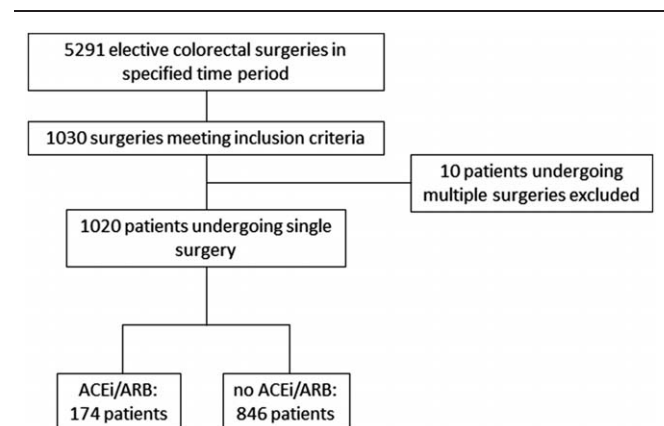 5291 elective colorectal surgeries in
specified time period
1030 surgeries meeting inclusion criteria
10 patients undergoing
multiple surgeries excluded
1020 patients undergoing single
surgery
ACEi/ARB:
174 patients
no ACEi/ARB:
846 patients